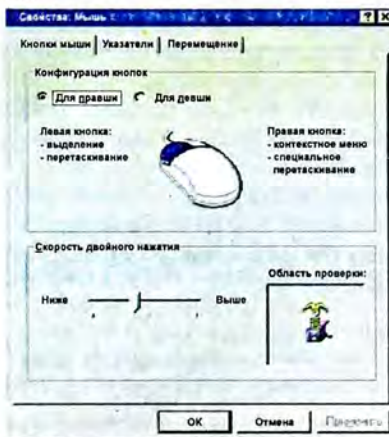 Свойства: Мышь
Кнопки мыши Указатели Перемещение
Конфигурация кнопок
Для правши Для левши
Левая кнопка:
- выделение
- перетаскивание
Правая кнопка:
- контекстное меню
- специальное
перетаскивание
Скорость двойного нажатия
Область проверки:
Ниже Выше
ОК Отмена Применить